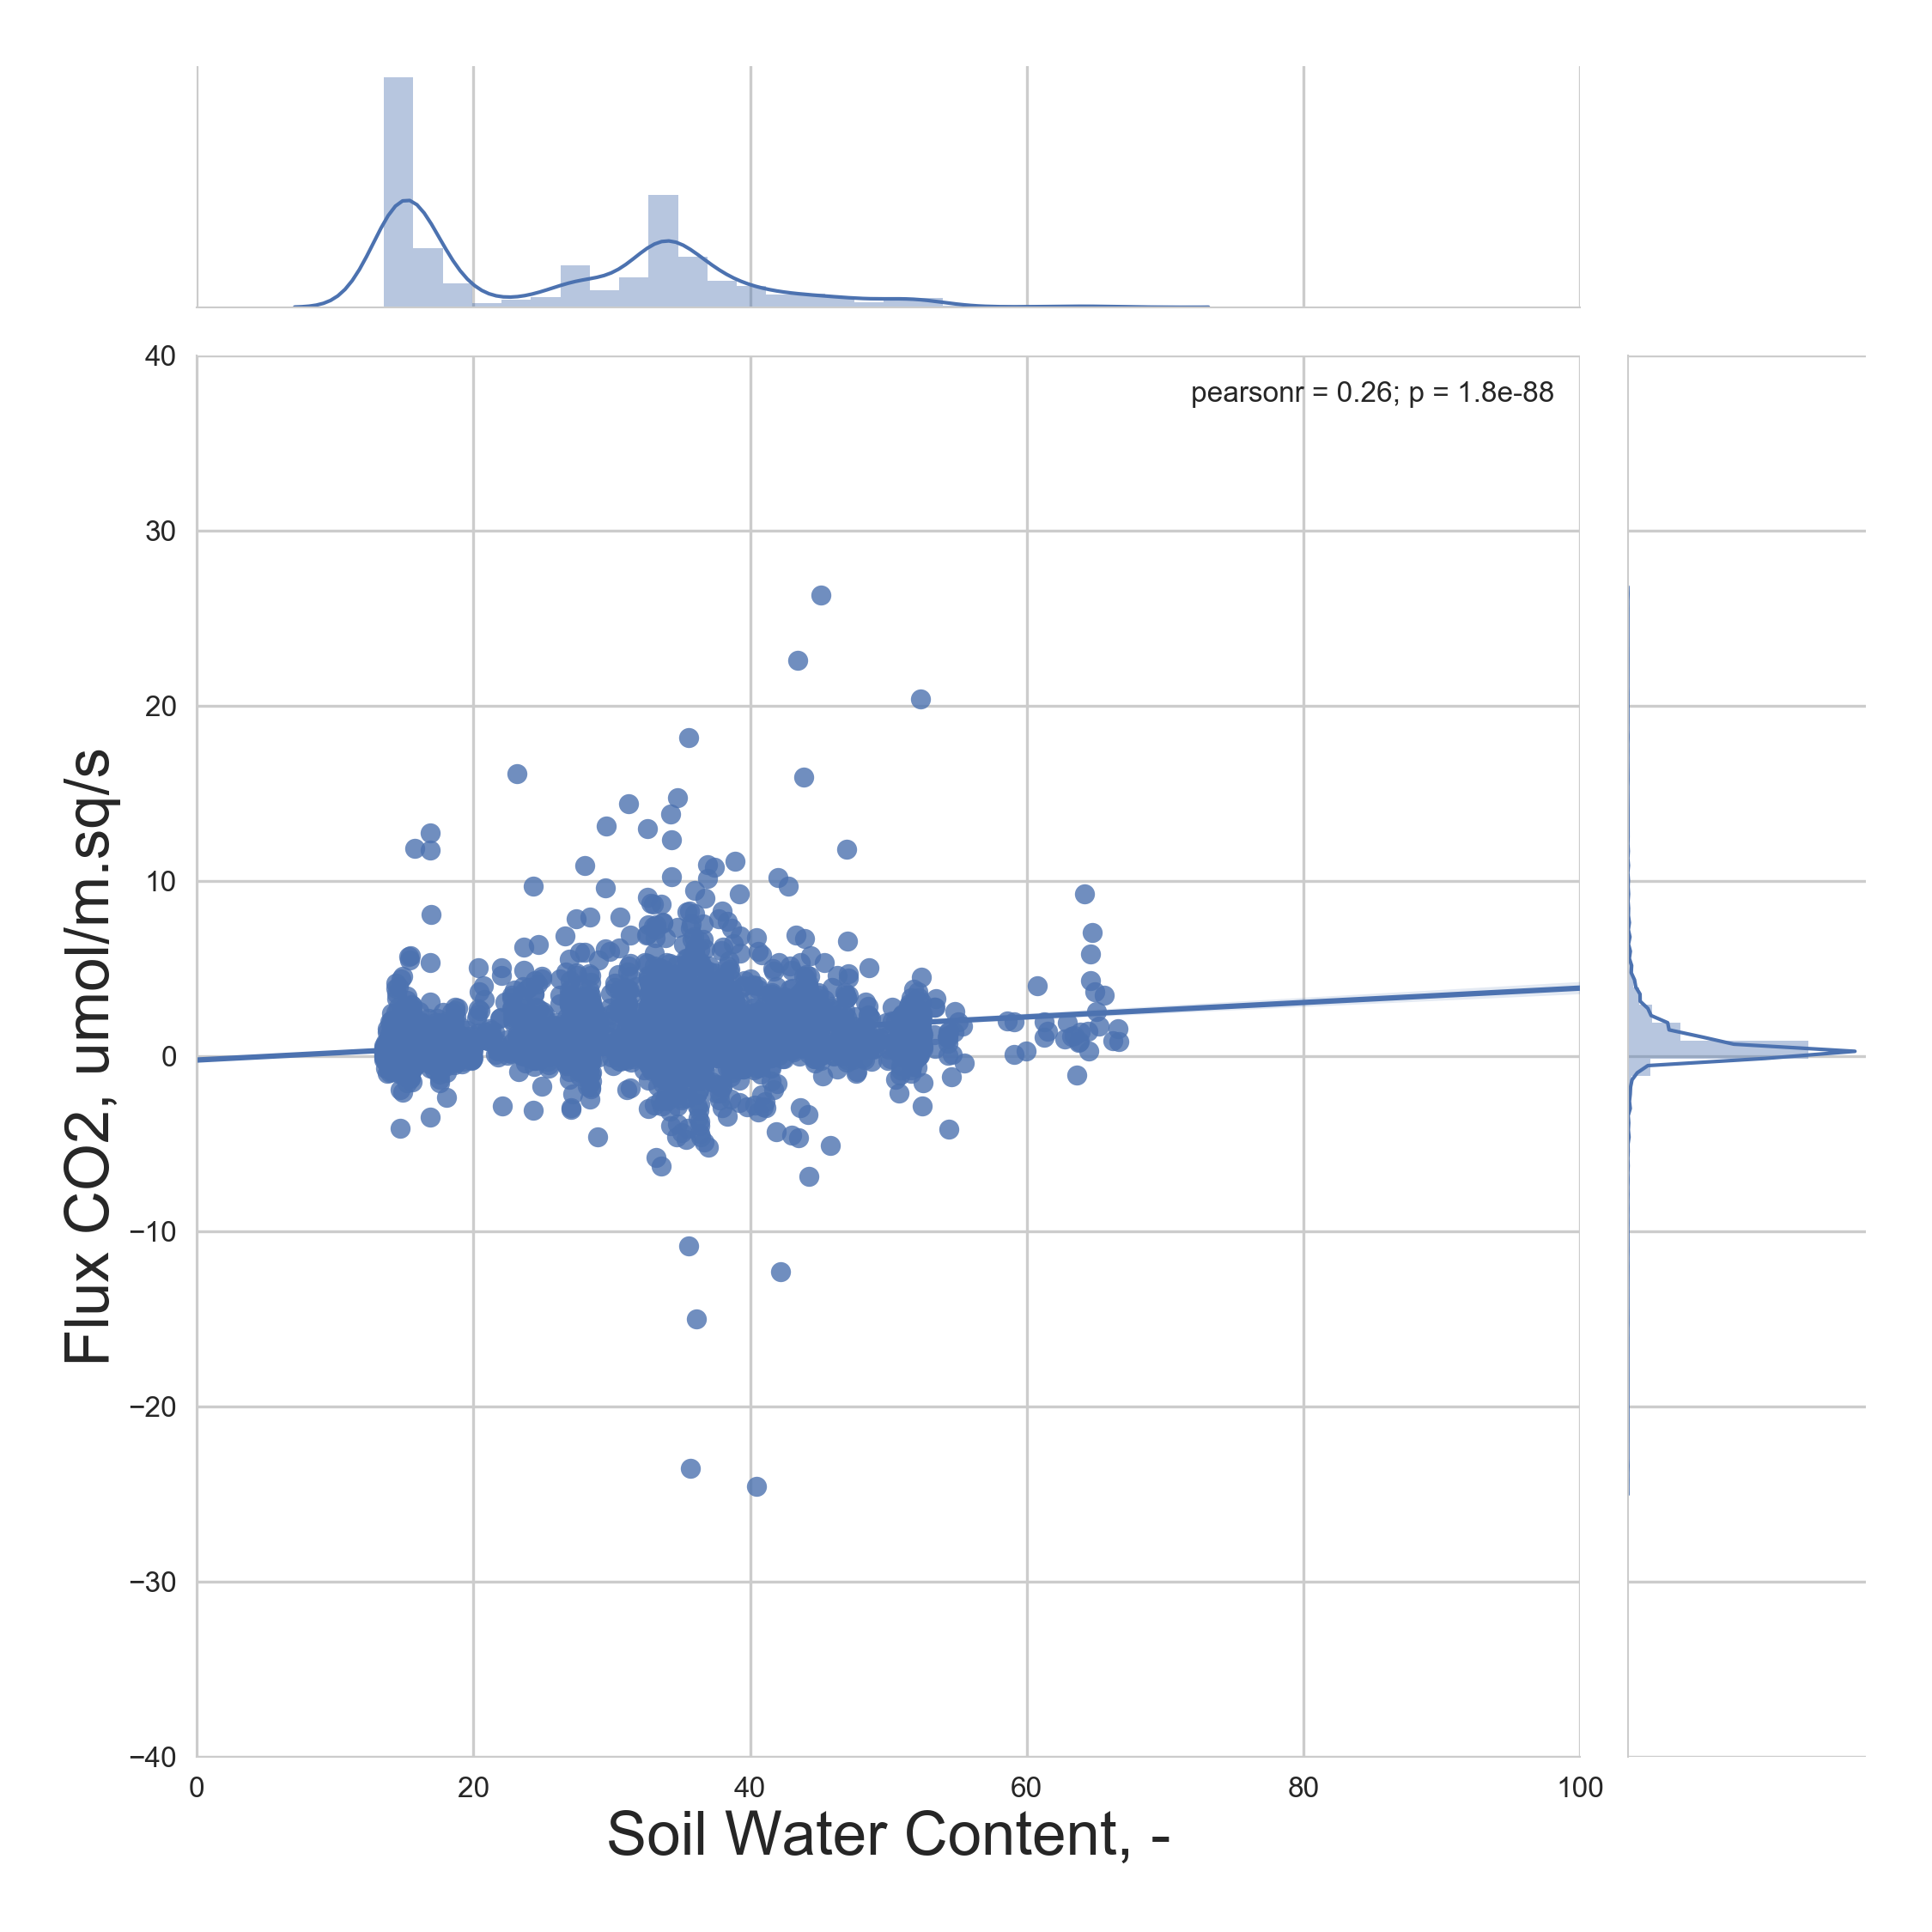 40
pearsonr = 0.26; p = 1.8e-88
30
20
10
0
−10
−20
−30
−40
Flux CO2, umol/m.sq/s
0 20 40 60 80 100
Soil Water Content, -